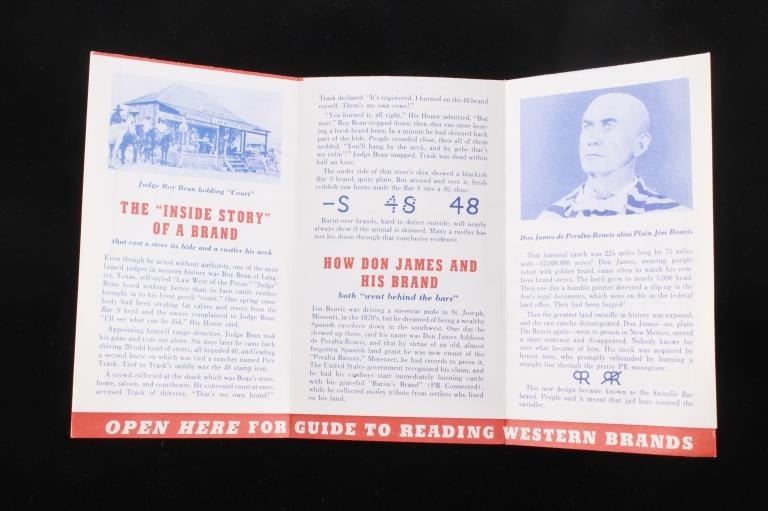 Judge Roy Bean holding "Court"
THE "INSIDE STORY"
OF A BRAND
that cost a steer its hide and a rustler his neck
Even though he acted without authority, one of the most
famed judges in western history was Roy Bean of Lang-
try, Texas, self-styled "Law West of the Pecos." "Judge"
Bean loved nothing better than to face cattle rustlers
brought in to his front porch "court." One spring some-
body had been stealing fat calves and steers from the
Bar S herd and the owner complained to Judge Bean,
"I'll see what can be did," His Honor said.
Appointing himself range detective, Judge Bean took
his guns and rode out alone. Six days later he came back
driving 20-odd head of steers, all branded 48, and leading
a second horse on which was tied a rancher named Pete
Trask. Tied to Trask's saddle was the 48 stamp iron.
A crowd collected at the shack which was Bean's store,
home, saloon, and courthouse. He convened court at once,
accused Trask of thievery. "That's my own brand!"
Trask declared. "It's registered. I burned on the 48 brand
myself. There's my own cows!"
"You burned it, all right," His Honor admitted. "But
wait." Roy Bean stepped down, then shot one steer bear-
ing a fresh brand burn. In a minute he had skinned back
part of the hide. People crowded close, then all of them
nodded. "You'll hang by the neck, and by gobs that's
my rulin'!" Judge Bean snapped. Trask was dead within
half an hour.
The under side of that steer's skin showed a blackish
Bar S brand, quite plain. But around and over it, fresh
reddish raw burns made the Bar S into a 48, thus:
-S 48 48
Burnt-over brands, hard to detect outside, will nearly
always show if the animal is skinned. Many a rustler has
met his doom through that conclusive evidence.
HOW DON JAMES AND
HIS BRAND
both "went behind the bars"
Jim Reavis was driving a streetcar mule in St. Joseph,
Missouri, in the 1870's, but he dreamed of being a wealthy
Spanish ranchero down in the southwest. One day he
showed up there, said his name was Don James Addison
de Peralta-Reavis, and that by virtue of an old, almost
forgotten Spanish land grant he was new owner of the
"Peralta Barony." Moreover, he had records to prove it.
The United States government recognized his claim, and
he had his cowboys start immediately burning cattle
with his graceful "Baron's Brand" (PR Connected),
while he collected motley tribute from settlers who lived
on his land.
Don James de Peralta-Reavis alias Plain Jim Reavis
That baronial ranch was 225 miles long by 75 miles
wide—12,000,000 acres! Don James, wearing purple
velvet with golden braid, came often to watch his cow-
boys brand steers. The herd grew to nearly 3,000 head.
Then one day a humble printer detected a slip-up in the
don's legal documents, which were on file in the federal
land office. They had been forged!
Thus the greatest land swindle in history was exposed,
and the vast rancho disintegrated. Don James—no, plain
Jim Reavis again—went to prison in New Mexico, served
a short sentence and disappeared. Nobody knows for
sure what became of him. His stock was acquired by
honest men, who promptly rebranded by burning a
straight line through the pretty PR monogram:
PR PR
This new design became known as the Swindle Bar
brand. People said it meant that jail bars covered the
swindler.
OPEN HERE FOR GUIDE TO READING WESTERN BRANDS